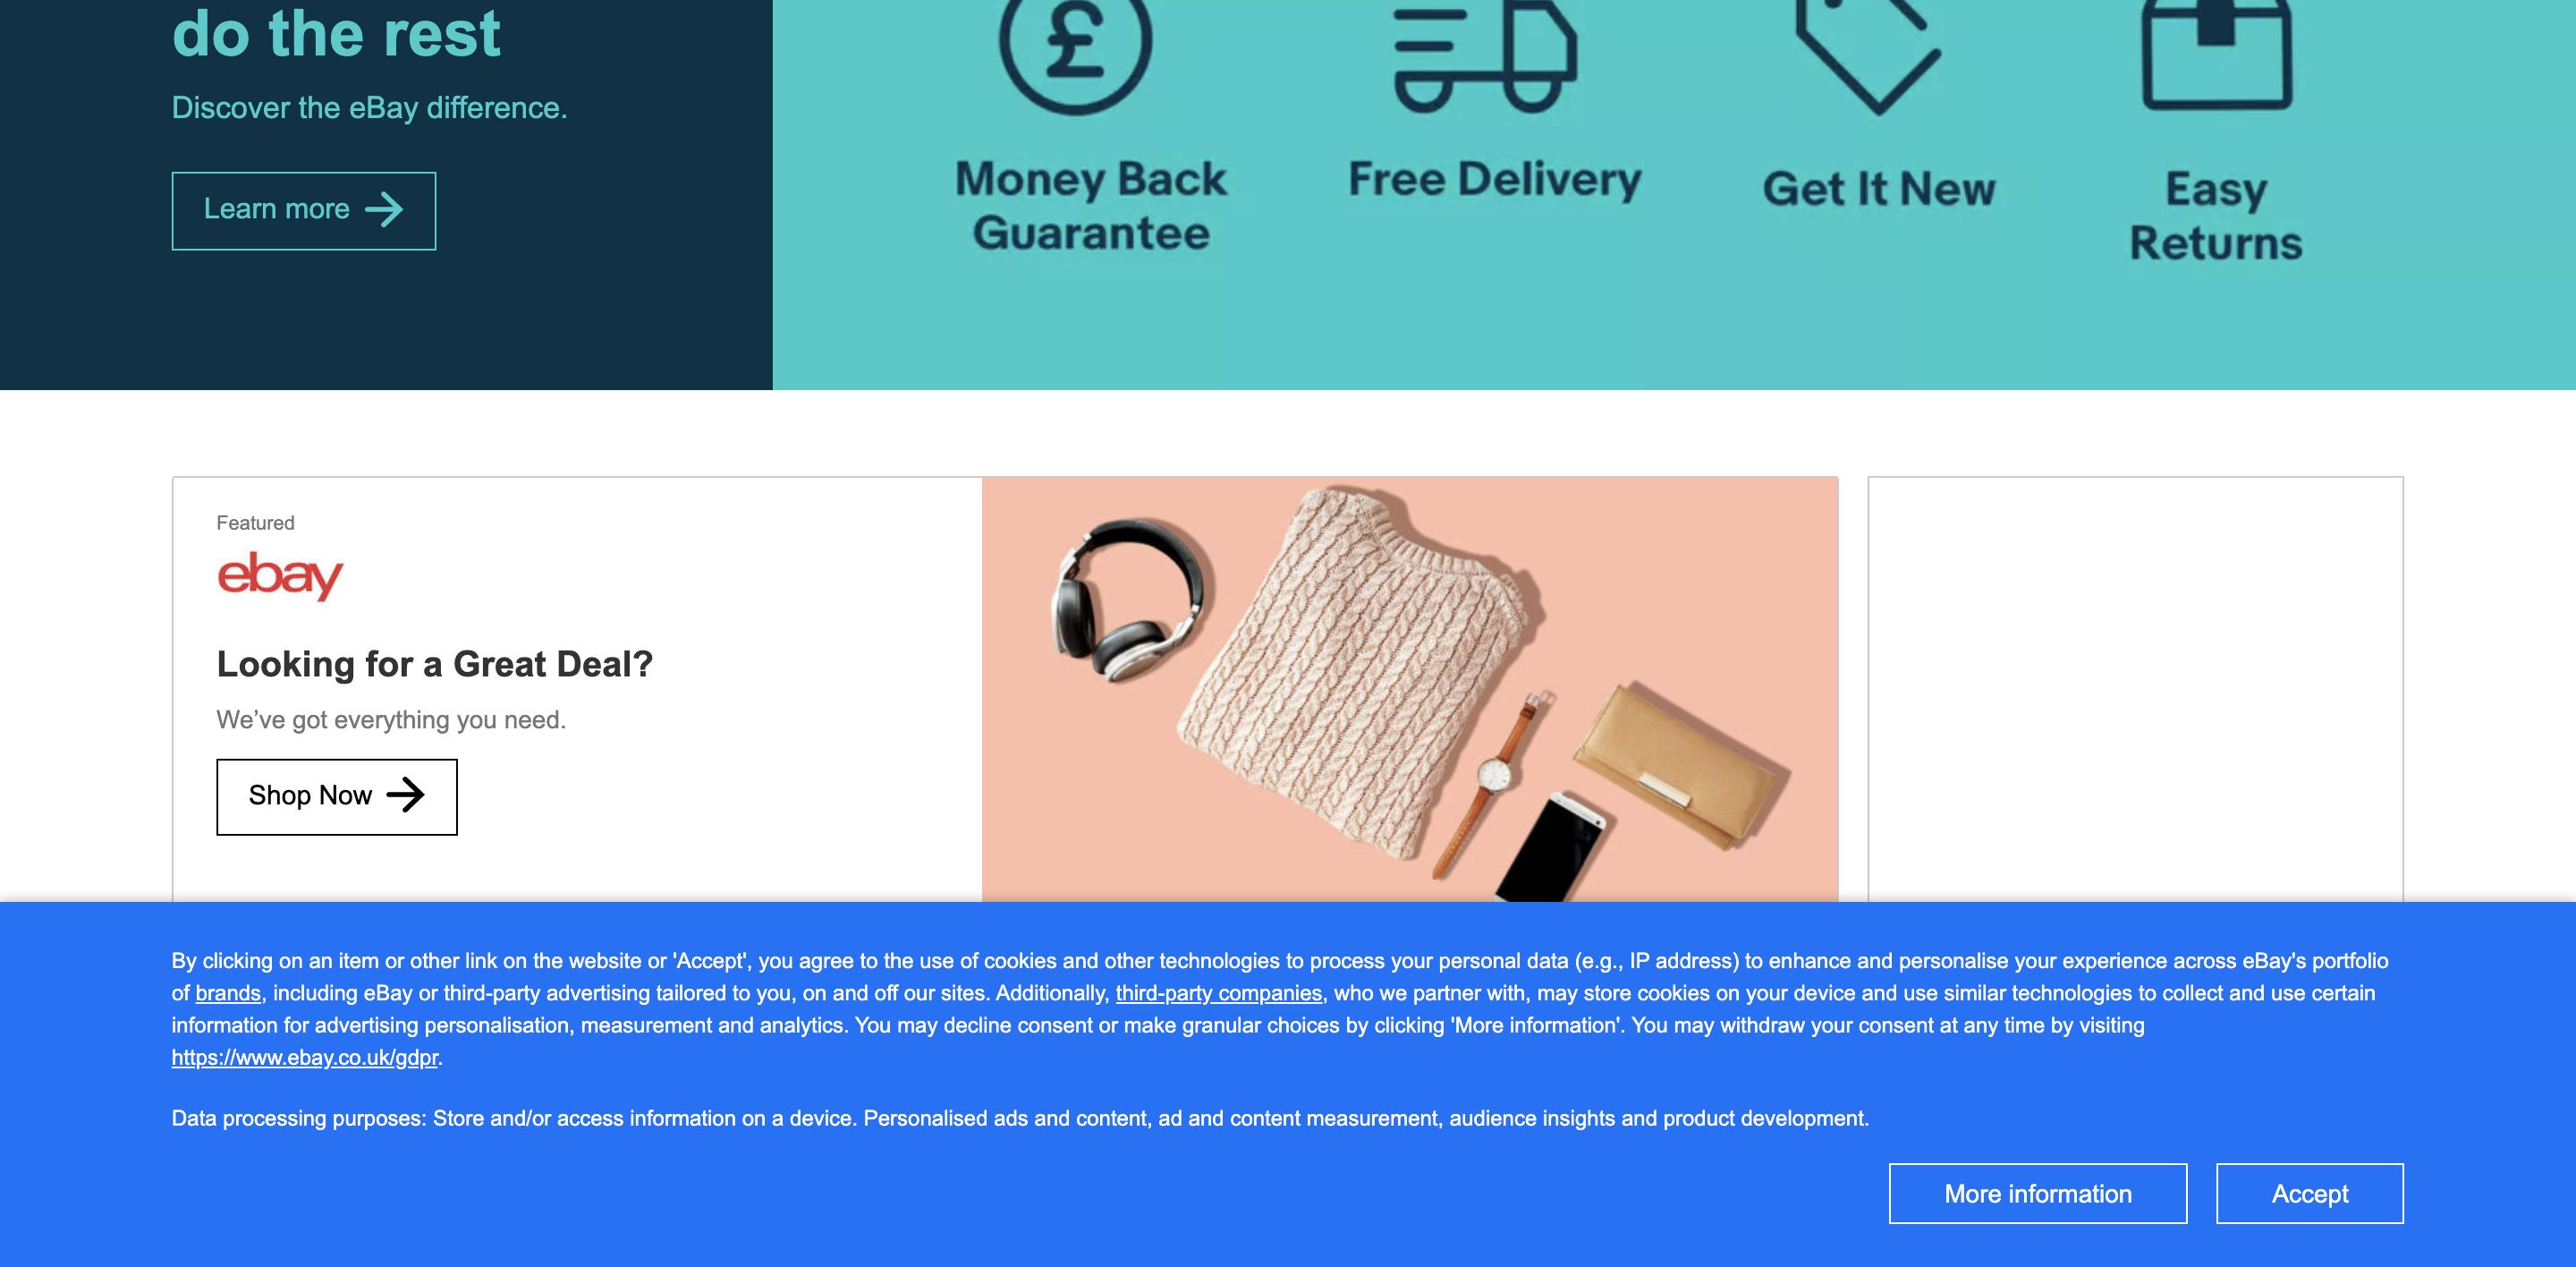 do the rest
Discover the eBay difference.
Learn more
£
Money Back
Guarantee
Free Delivery
Get It New
Easy
Returns
Featured
ebay
Looking for a Great Deal?
We’ve got everything you need.
Shop Now
By clicking on an item or other link on the website or 'Accept', you agree to the use of cookies and other technologies to process your personal data (e.g., IP address) to enhance and personalise your experience across eBay's portfolio
of brands, including eBay or third-party advertising tailored to you, on and off our sites. Additionally, third-party companies, who we partner with, may store cookies on your device and use similar technologies to collect and use certain
information for advertising personalisation, measurement and analytics. You may decline consent or make granular choices by clicking 'More information'. You may withdraw your consent at any time by visiting
https://www.ebay.co.uk/gdpr.
Data processing purposes: Store and/or access information on a device. Personalised ads and content, ad and content measurement, audience insights and product development.
More information
Accept